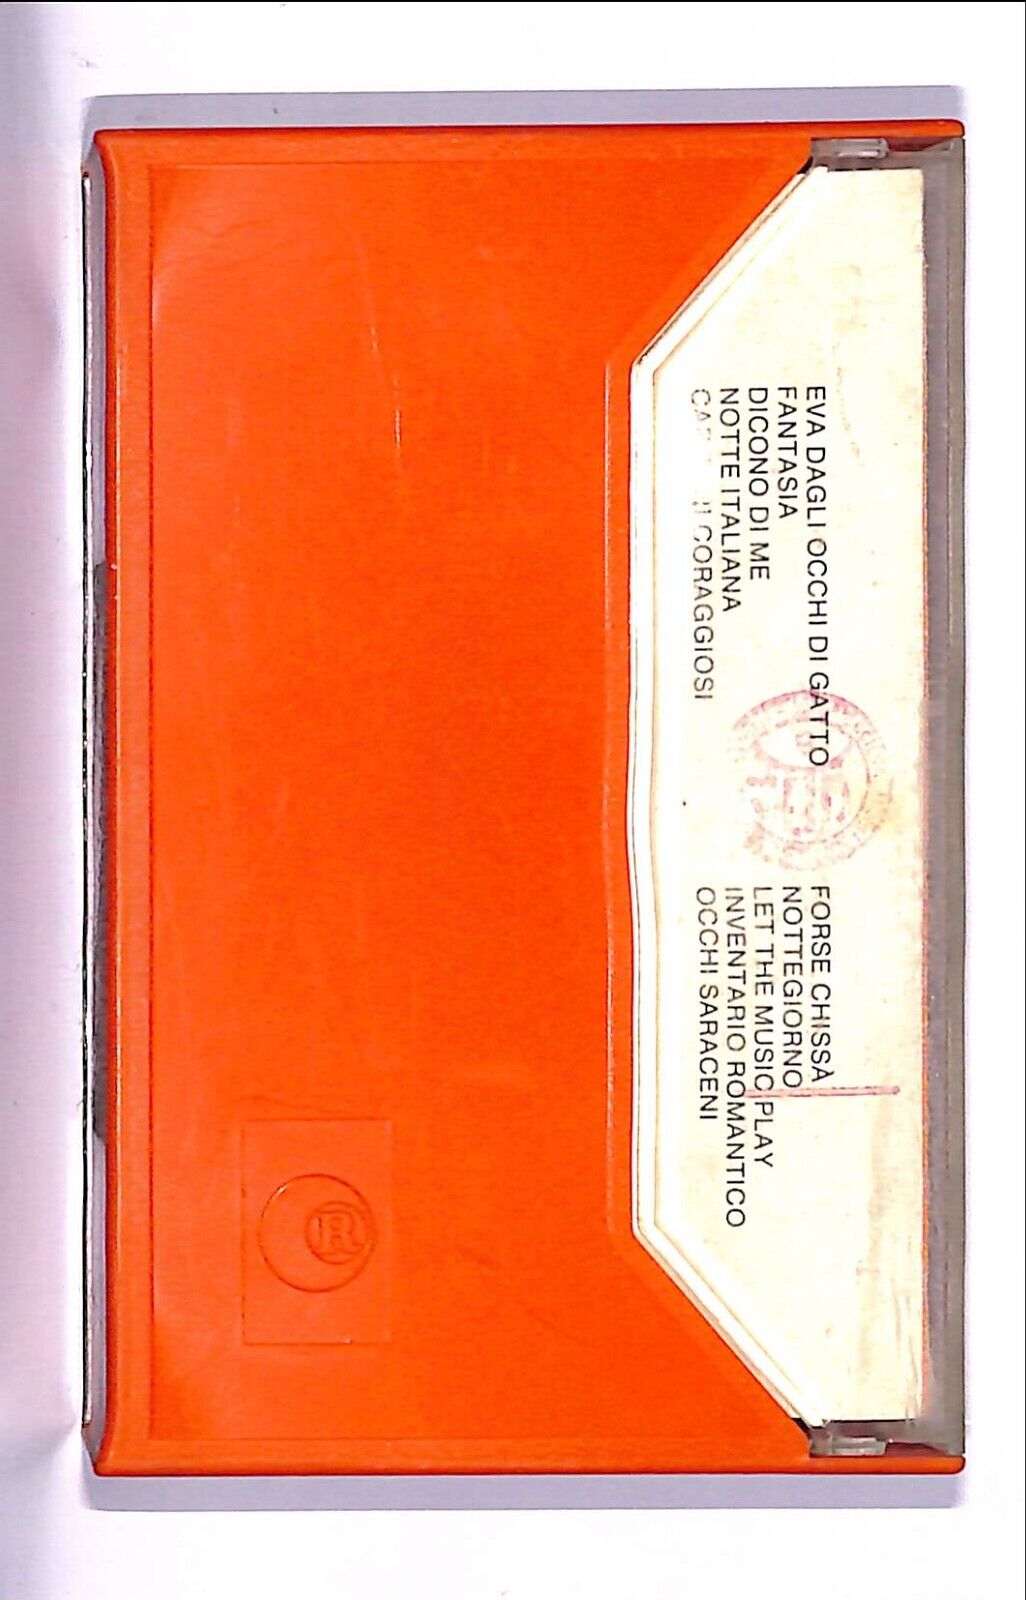 EVA DAGLI OCCHI DI GATTO
FANTASIA
DICONO DI ME
NOTTE ITALIANA
CORAGGIOSI
FORSE CHISSÀ
NOTTEGIORNO
LET THE MUSIC PLAY
INVENTARIO ROMANTICO
OCCHI SARACENI
R